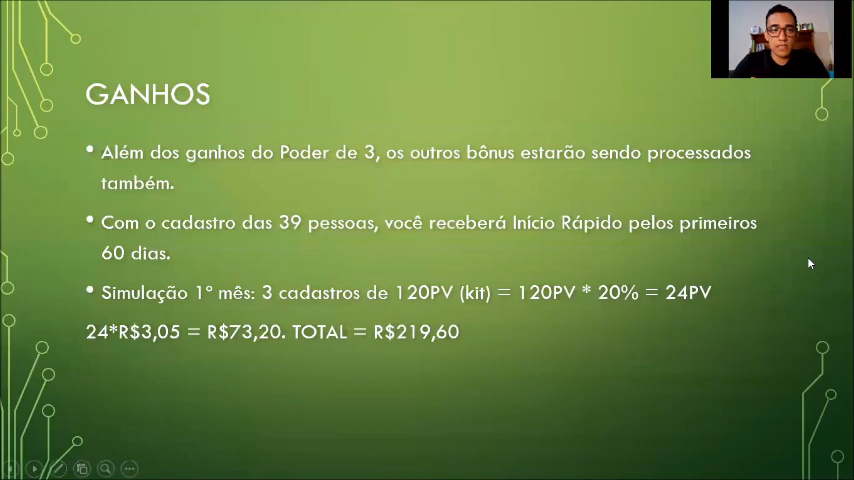 GANHOS
• Além dos ganhos do Poder de 3, os outros bônus estarão sendo processados
também.
• Com o cadastro das 39 pessoas, você receberá Início Rápido pelos primeiros
60 dias.
• Simulação 1º mês: 3 cadastros de 120PV (kit) = 120PV * 20% = 24PV
24*R$3,05 = R$73,20. TOTAL = R$219,60